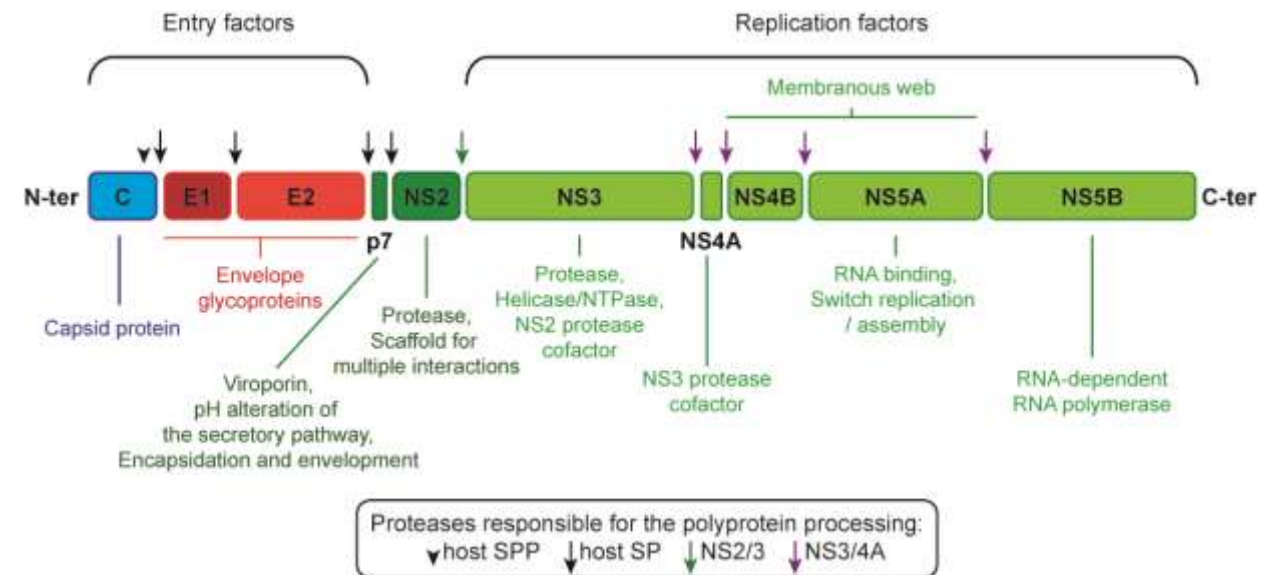 Entry factors
Replication factors
Membranous web
N-ter
C
E1
E2
NS2
NS3
NS4B
NS5A
NS5B
C-ter
p7
NS4A
Envelope
glycoproteins
Capsid protein
Protease,
Scaffold for
multiple interactions
Viroporin,
pH alteration of
the secretory pathway,
Encapsidation and envelopment
Protease,
Helicase/NTPase,
NS2 protease
cofactor
NS3 protease
cofactor
RNA binding,
Switch replication
/ assembly
RNA-dependent
RNA polymerase
Proteases responsible for the polyprotein processing:
host SPP host SP NS2/3 NS3/4A